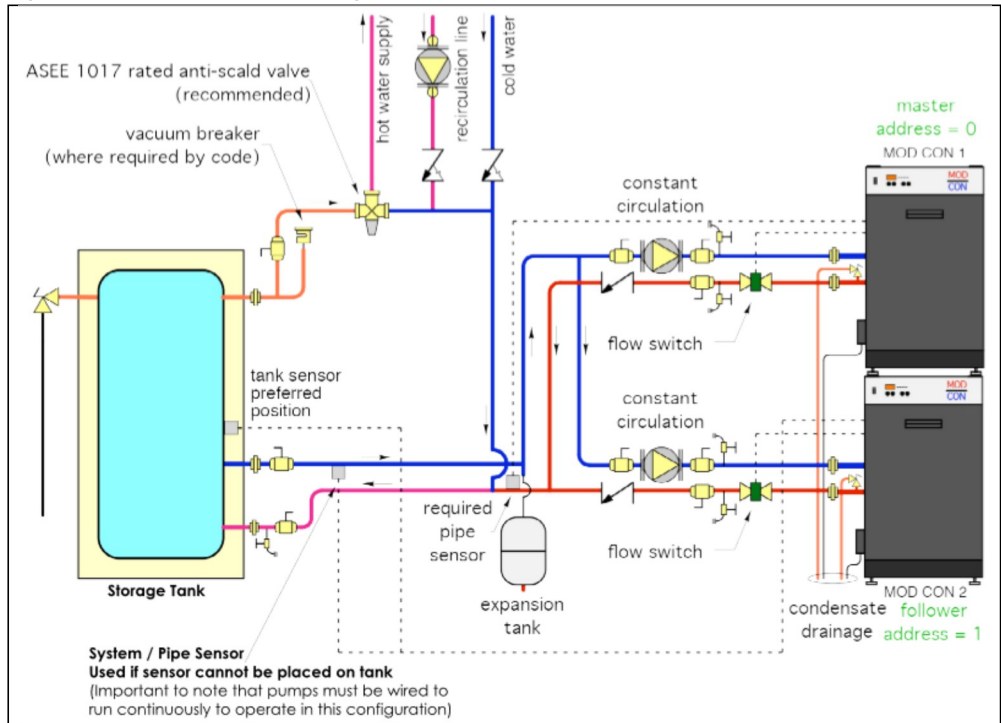 hot water supply
recirculation line
cold water
ASEE 1017 rated anti-scald valve
(recommended)
vacuum breaker
(where required by code)
master
address = 0
MOD CON 1
MOD
CON
constant
circulation
flow switch
tank sensor
preferred
position
constant
circulation
MOD
CON
required
pipe
sensor
flow switch
Storage Tank
expansion
tank
MOD CON 2
condensate
drainage
follower
address = 1
System / Pipe Sensor
Used if sensor cannot be placed on tank
(Important to note that pumps must be wired to
run continuously to operate in this configuration)